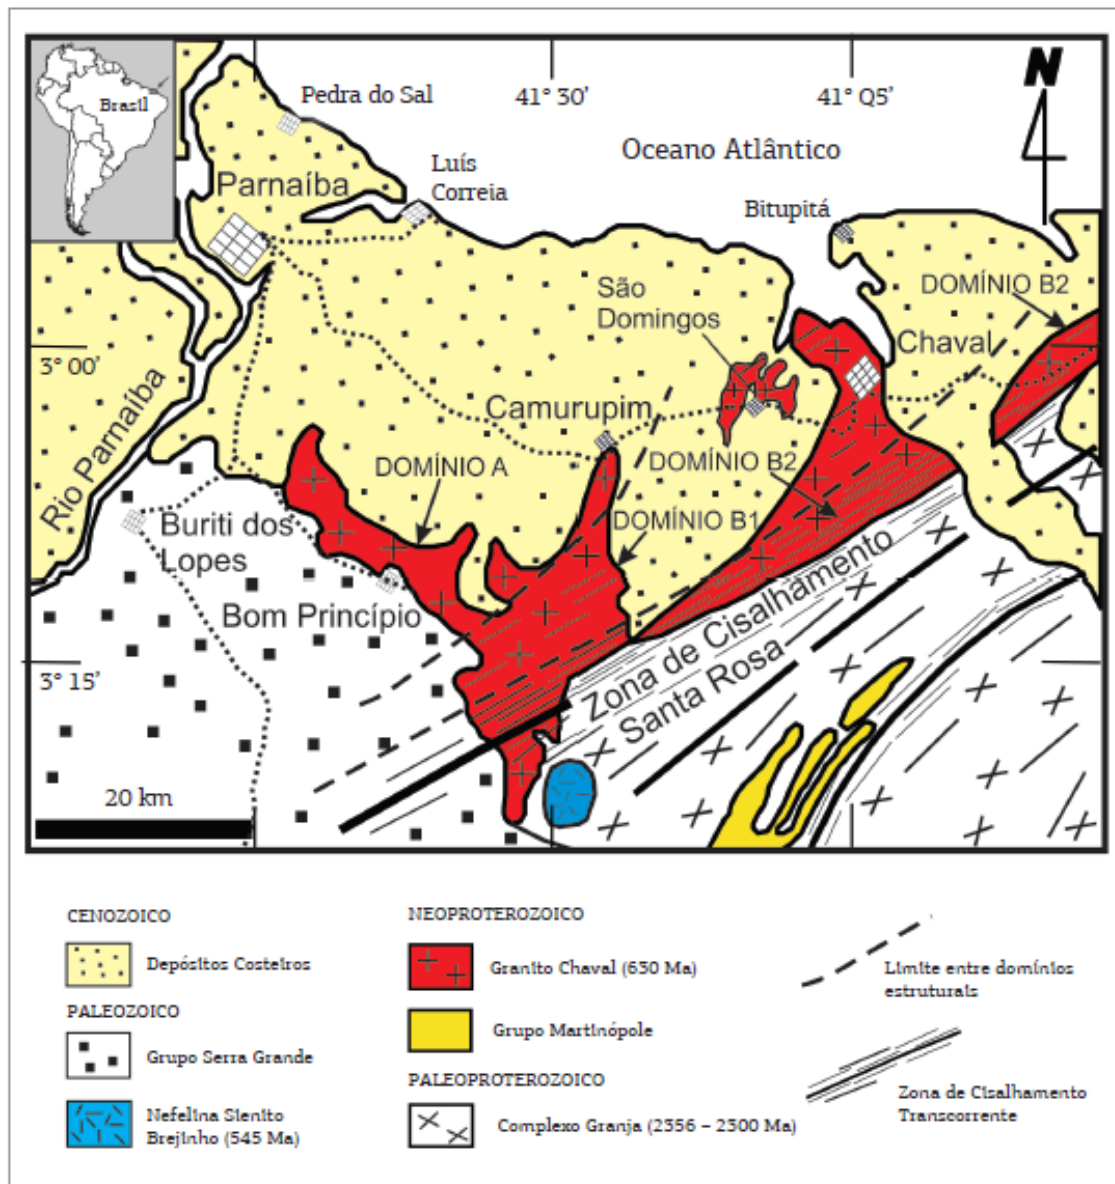 Brasil
Pedra do Sal
41° 30'
41° Q5'
N
Oceano Atlântico
Luís
Correia
Parnaíba
Bitupitá
São
Domingos
DOMÍNIO B2
3° 00'
Chaval
Rio Parnaíba
Camurupim
DOMÍNIO A
DOMÍNIO B2
DOMÍNIO B1
Buriti dos
Lopes
Bom Princípio
Zona de Cisalhamento
Santa Rosa
3° 15'
20 km
CENOZOICO
Depósitos Costeiros
PALEOZOICO
Grupo Serra Grande
Nefelina Sienito
Brejinho (545 Ma)
NEOPROTEROZOICO
Granito Chaval (630 Ma)
Grupo Martinópole
PALEOPROTEROZOICO
Complexo Granja (2356 – 2300 Ma)
Limite entre domínios
estruturais
Zona de Cisalhamento
Transcorrente